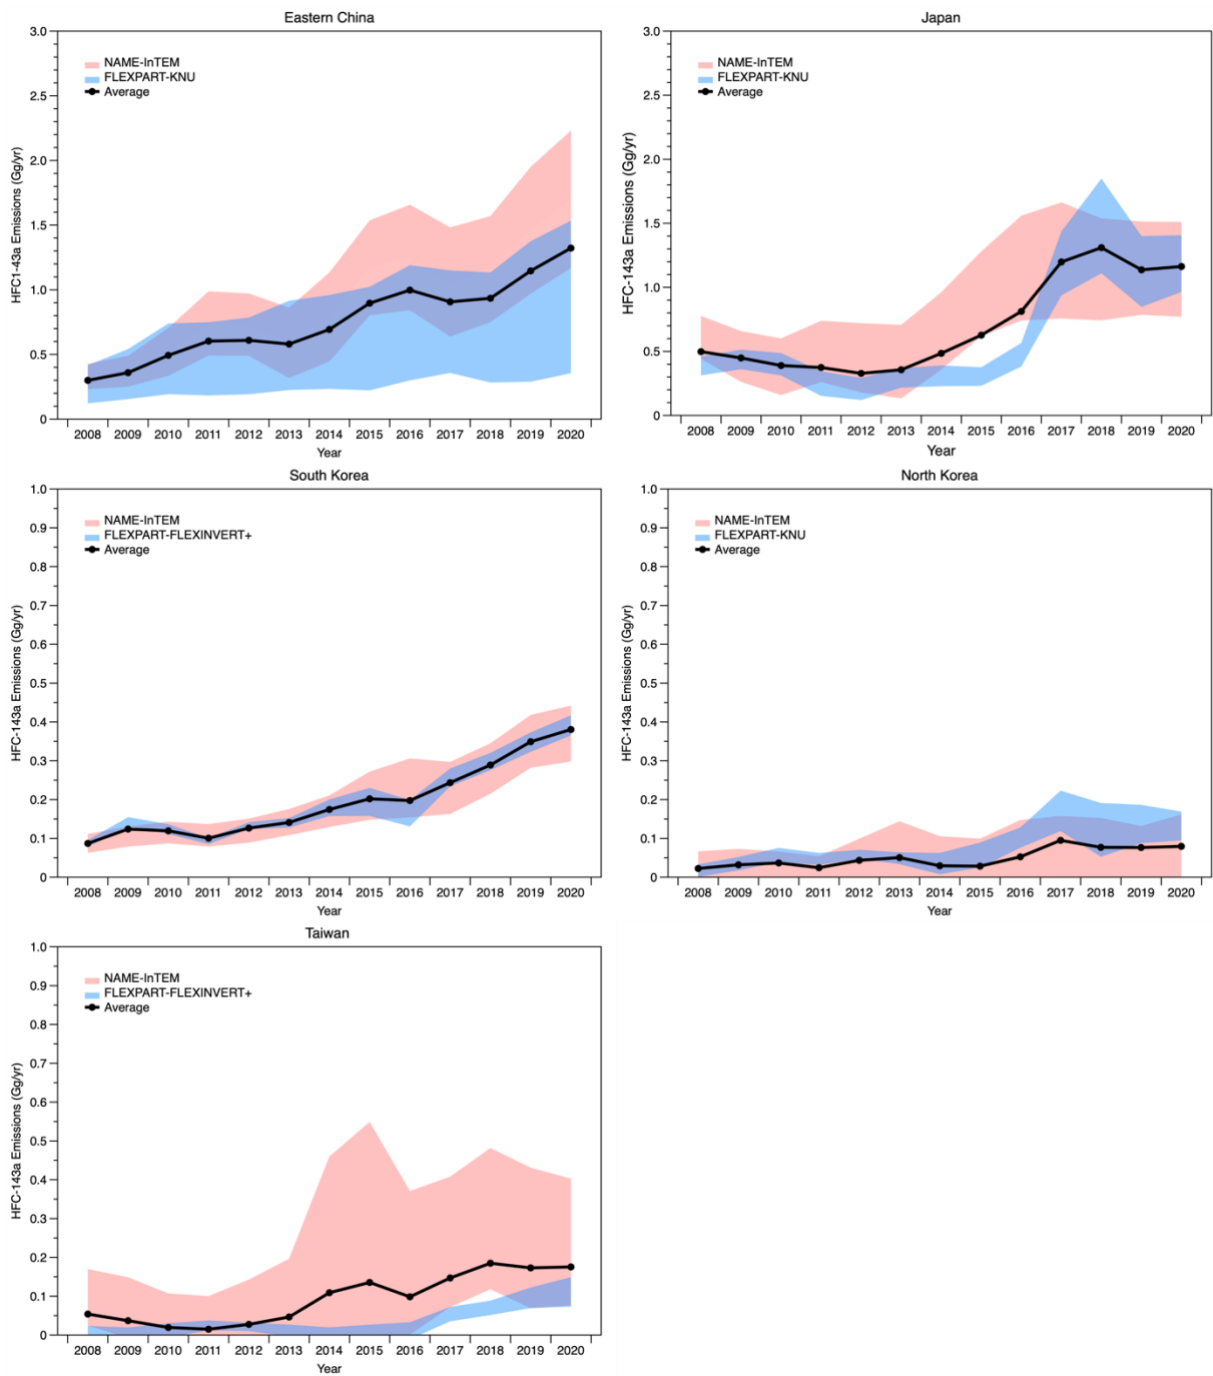 Eastern China
3.0
2.5
2.0
1.5
1.0
0.5
0
HFC1-43a Emissions (Gg/yr)
NAME-InTEM
FLEXPART-KNU
Average
2008 2009 2010 2011 2012 2013 2014 2015 2016 2017 2018 2019 2020
Year
Japan
3.0
2.5
2.0
1.5
1.0
0.5
0
HFC-143a Emissions (Gg/yr)
NAME-InTEM
FLEXPART-KNU
Average
2008 2009 2010 2011 2012 2013 2014 2015 2016 2017 2018 2019 2020
Year
South Korea
1.0
0.9
0.8
0.7
0.6
0.5
0.4
0.3
0.2
0.1
0
HFC-143a Emissions (Gg/yr)
NAME-InTEM
FLEXPART-FLEXINVERT+
Average
2008 2009 2010 2011 2012 2013 2014 2015 2016 2017 2018 2019 2020
Year
North Korea
1.0
0.9
0.8
0.7
0.6
0.5
0.4
0.3
0.2
0.1
0
HFC-143a Emissions (Gg/yr)
NAME-InTEM
FLEXPART-KNU
Average
2008 2009 2010 2011 2012 2013 2014 2015 2016 2017 2018 2019 2020
Year
Taiwan
1.0
0.9
0.8
0.7
0.6
0.5
0.4
0.3
0.2
0.1
0
HFC-143a Emissions (Gg/yr)
NAME-InTEM
FLEXPART-FLEXINVERT+
Average
2008 2009 2010 2011 2012 2013 2014 2015 2016 2017 2018 2019 2020
Year